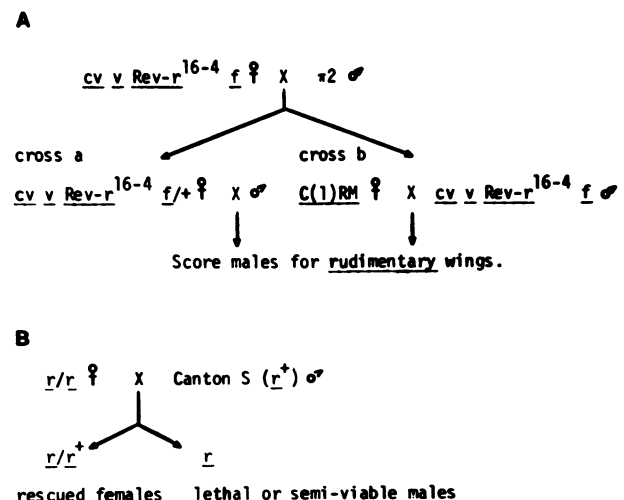 A
cv v Rev-r16-4 f ♀ X π2 ♂
cross a cross b
cv v Rev-r16-4 f/+ ♀ X ♂ C(1)RM ♀ X cv v Rev-r16-4 f ♂
Score males for rudimentary wings.
B
r/r ♀ X Canton S (r+) ♂
r/r+ r
rescued females lethal or semi-viable males